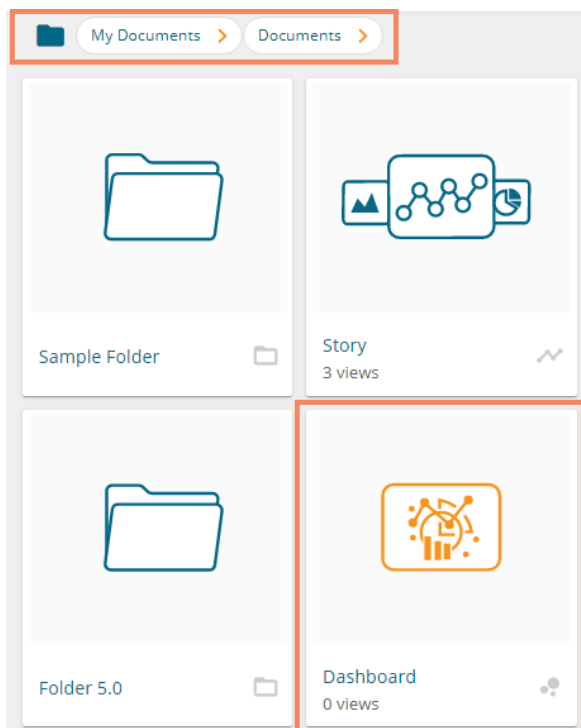 My Documents > Documents >
Sample Folder
Story
3 views
Folder 5.0
Dashboard
0 views